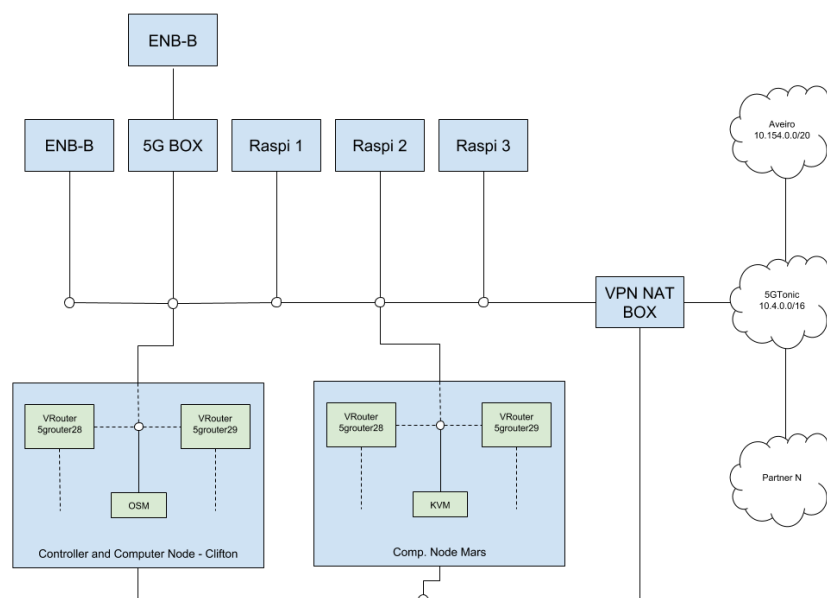 ENB-B
ENB-B
5G BOX
Raspi 1
Raspi 2
Raspi 3
Aveiro
10.154.0.0/20
VPN NAT
BOX
5GTonic
10.4.0.0/16
VRouter
5grouter28
VRouter
5grouter29
OSM
Controller and Computer Node - Clifton
VRouter
5grouter28
VRouter
5grouter29
KVM
Comp. Node Mars
Partner N